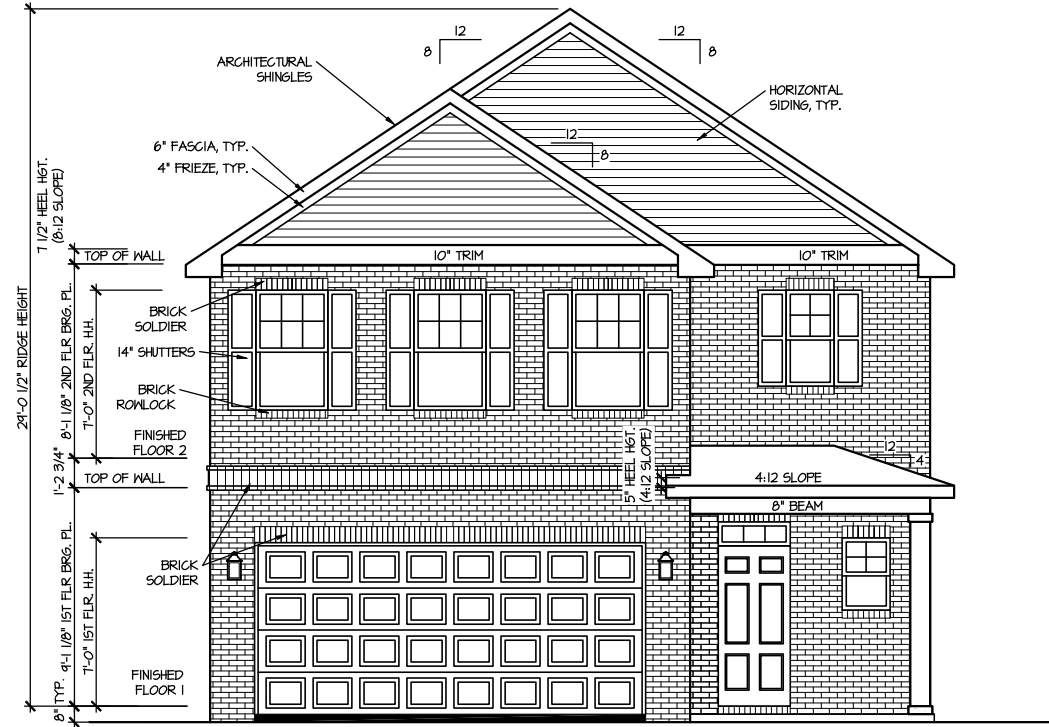 12
8
12
8
ARCHITECTURAL
SHINGLES
HORIZONTAL
SIDING, TYP.
12
8
6" FASCIA, TYP.
4" FRIEZE, TYP.
7 1/2" HEEL HGT.
(8:12 SLOPE)
TOP OF WALL
10" TRIM
10" TRIM
BRICK
SOLDIER
14" SHUTTERS
BRICK
ROWLOCK
29'-0 1/2" RIDGE HEIGHT
8'-1 1/8" 2ND FLR BRG. PL.
7'-0" 2ND FLR. H.H.
FINISHED
FLOOR 2
1'-2 3/4"
TOP OF WALL
5" HEEL HGT.
(4:12 SLOPE)
12
4
4:12 SLOPE
8" BEAM
BRICK
SOLDIER
9'-1 1/8" 1ST FLR BRG. PL.
7'-0" 1ST FLR. H.H.
FINISHED
FLOOR 1
8" TYP.